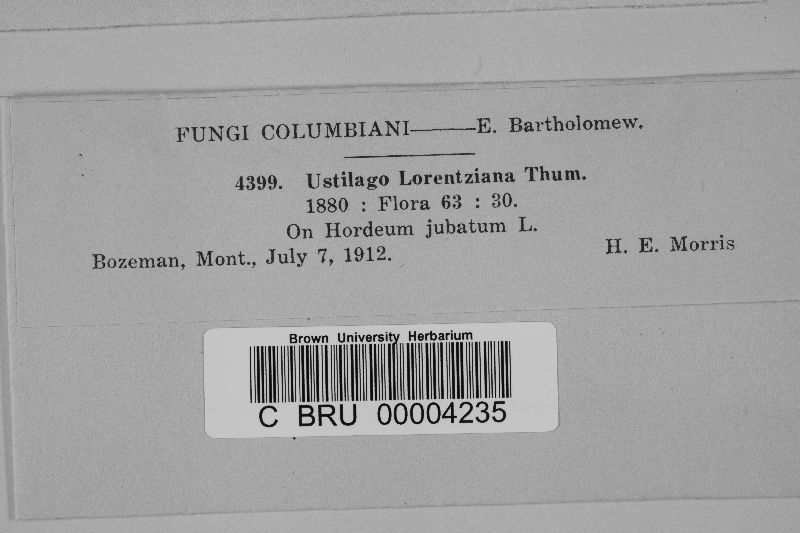 FUNGI COLUMBIANI——E. Bartholomew.
4399. Ustilago Lorentziana Thum.
1880 : Flora 63 : 30.
On Hordeum jubatum L.
Bozeman, Mont., July 7, 1912. H. E. Morris
Brown University Herbarium
C BRU 00004235